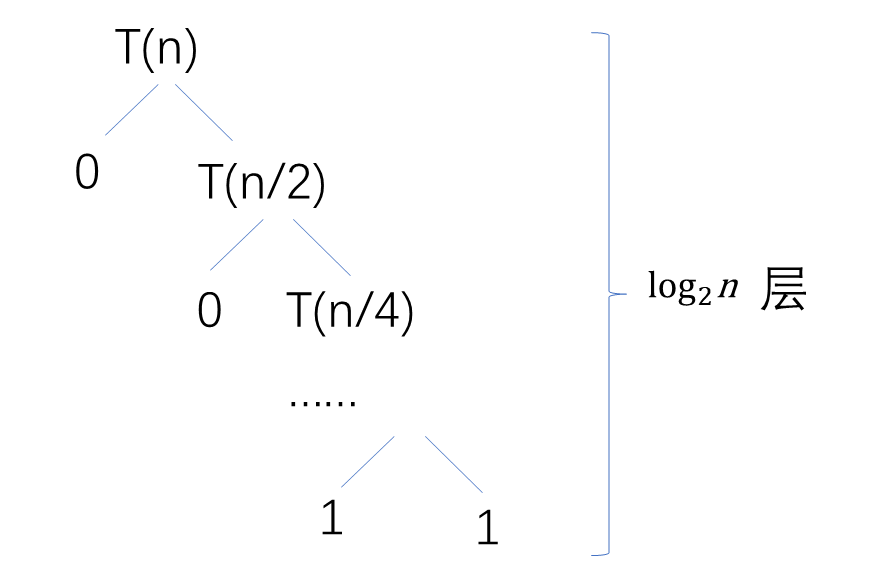 T(n)
0
T(n/2)
0
T(n/4)
log₂n 层
......
1
1